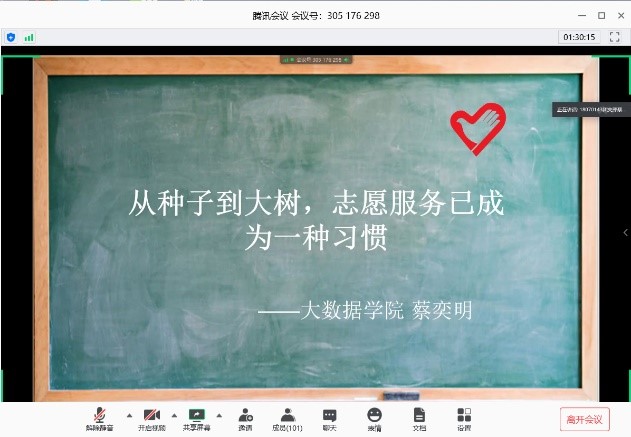 腾讯会议 会议号：305 176 298
01:30:15
会议号 305 176 298
从种子到大树，志愿服务已成
为一种习惯
——大数据学院 蔡奕明
解除静音
开启视频
共享屏幕
邀请
成员(101)
聊天
表情
文档
设置
离开会议